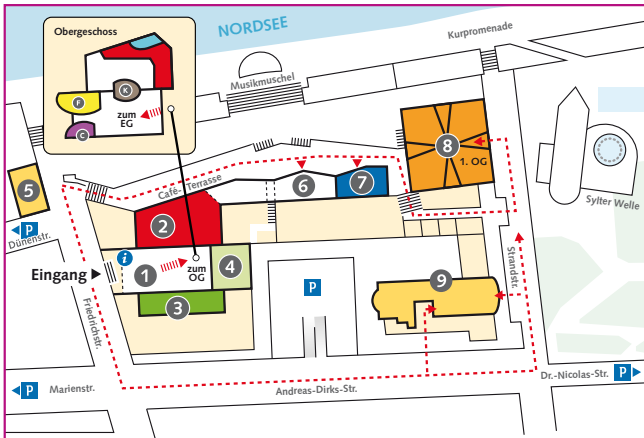 NORDSEE
Obergeschoss
F
K
C
zum
EG
Musikmuschel
Kurpromenade
5
P
Dünenstr.
Café-Terrasse
6
7
8
1. OG
Sylter Welle
2
Eingang
i
1
zum
OG
4
3
P
9
Strandstr.
Friedrichstr.
P
Marienstr.
Andreas-Dirks-Str.
Dr.-Nicolas-Str.
P